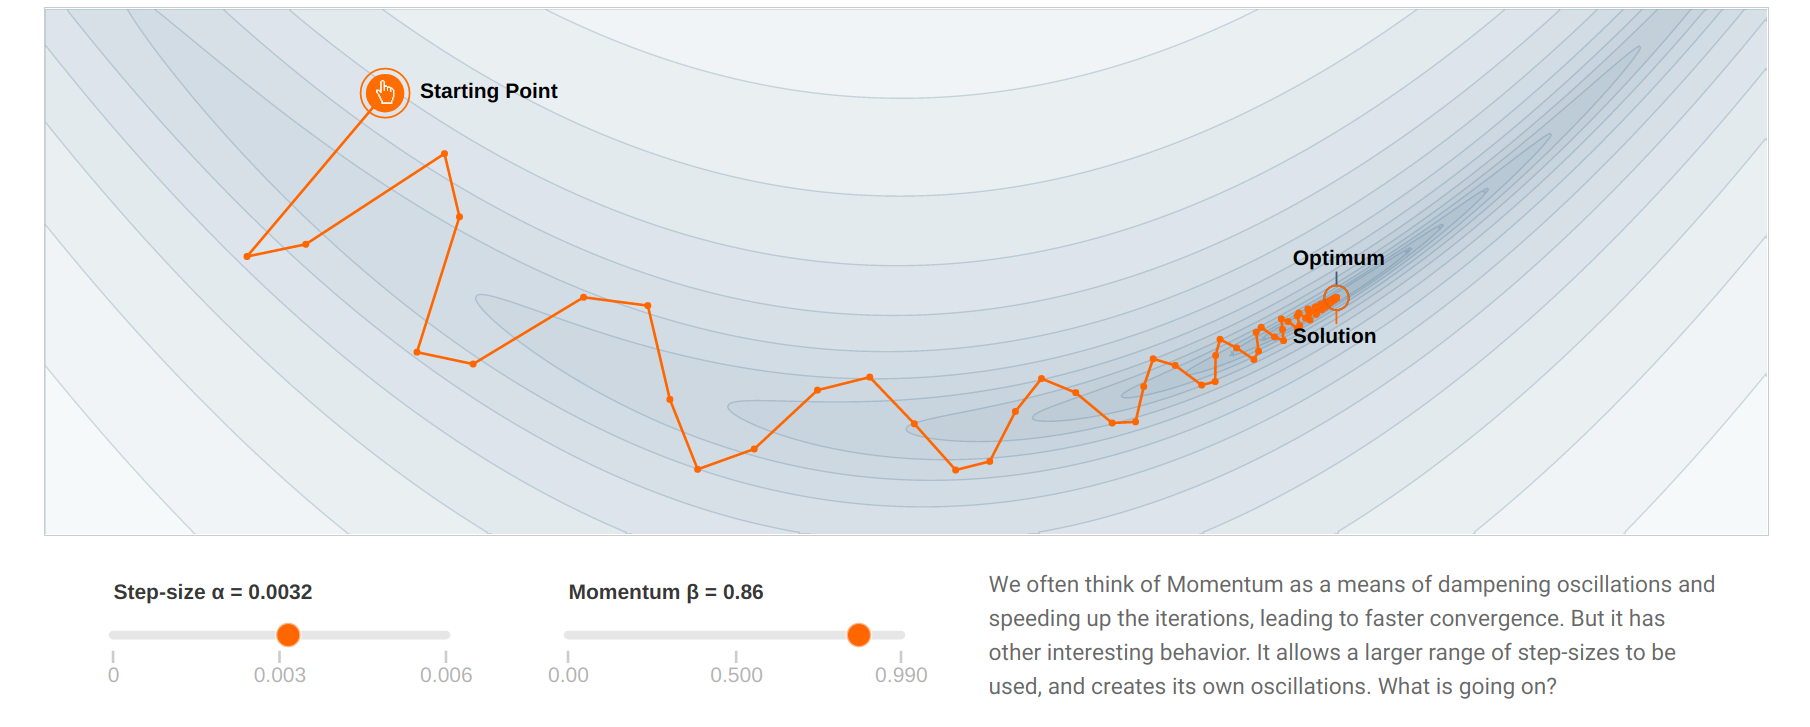 Starting Point
Optimum
Solution
Step-size α = 0.0032
0 0.003 0.006
Momentum β = 0.86
0.00 0.500 0.990
We often think of Momentum as a means of dampening oscillations and
speeding up the iterations, leading to faster convergence. But it has
other interesting behavior. It allows a larger range of step-sizes to be
used, and creates its own oscillations. What is going on?